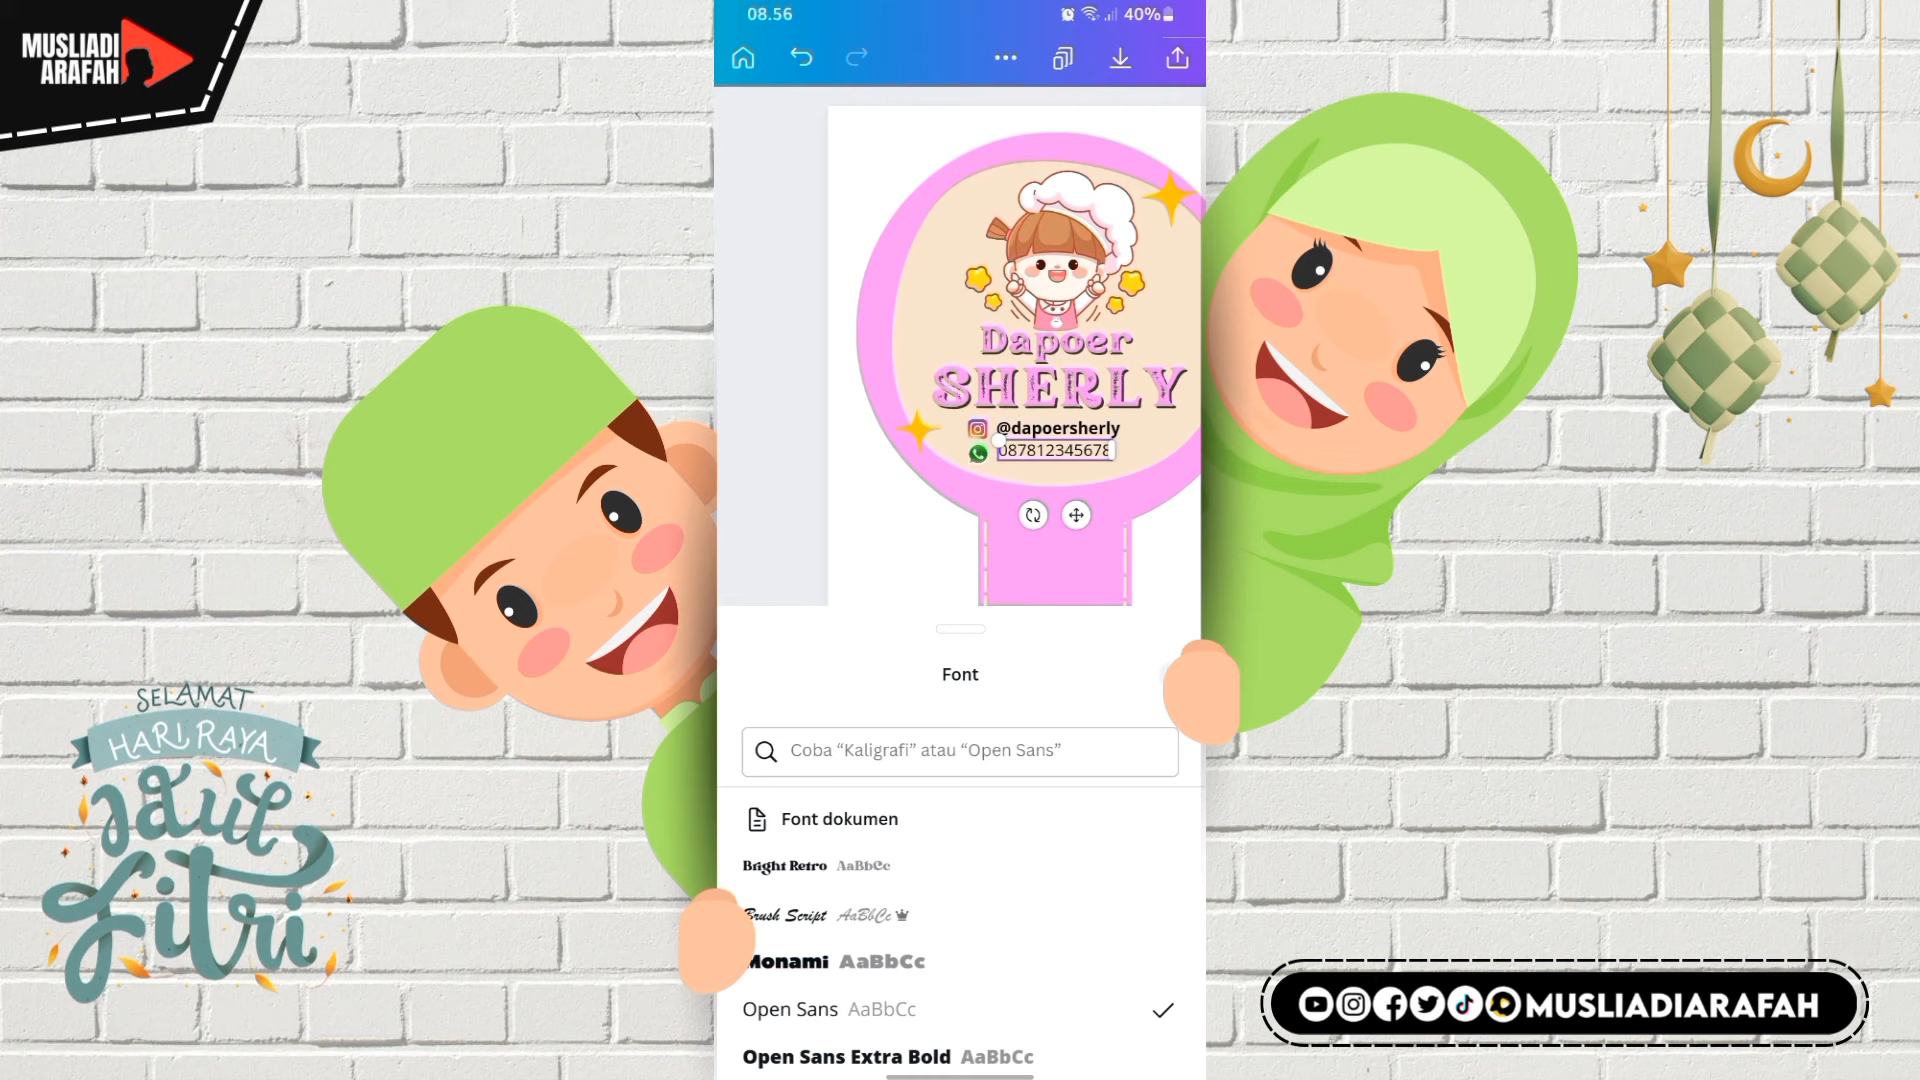 MUSLIADI
ARAFAH
08.56
40%
Dapoer
SHERLY
@dapoersherly
087812345678
Font
Coba “Kaligrafi” atau “Open Sans”
Font dokumen
Bright Retro AaBbCc
Brush Script AaBbCc
Monami AaBbCc
Open Sans AaBbCc
Open Sans Extra Bold AaBbCc
SELAMAT
HARI RAYA
Idul
Fitri
MUSLIADIARAFAH